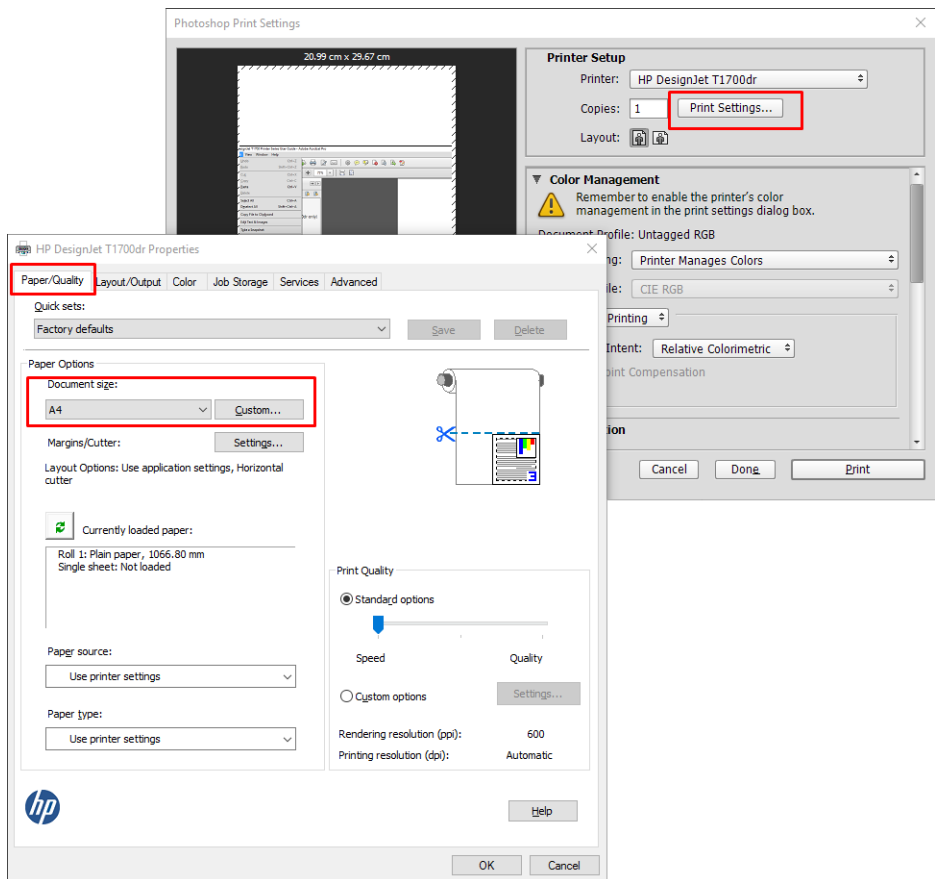 Photoshop Print Settings
20.99 cm x 29.67 cm
View Window Help
Printer Setup
Printer: HP DesignJet T1700dr
Copies: 1 Print Settings...
Layout:
Color Management
Remember to enable the printer's color
management in the print settings dialog box.
Profile: Untagged RGB
Printer Manages Colors
CIE RGB
Printing
Intent: Relative Colorimetric
Compensation
Cancel Done Print
HP DesignJet T1700dr Properties
Paper/Quality Layout/Output Color Job Storage Services Advanced
Quick sets:
Factory defaults Save Delete
Paper Options
Document size:
A4 Custom...
Margins/Cutter: Settings...
Layout Options: Use application settings, Horizontal
cutter
Currently loaded paper:
Roll 1: Plain paper, 1066.80 mm
Single sheet: Not loaded
Paper source:
Use printer settings
Paper type:
Use printer settings
3
Print Quality
Standard options
Speed Quality
Custom options Settings...
Rendering resolution (ppi): 600
Printing resolution (dpi): Automatic
hp
Help
OK Cancel